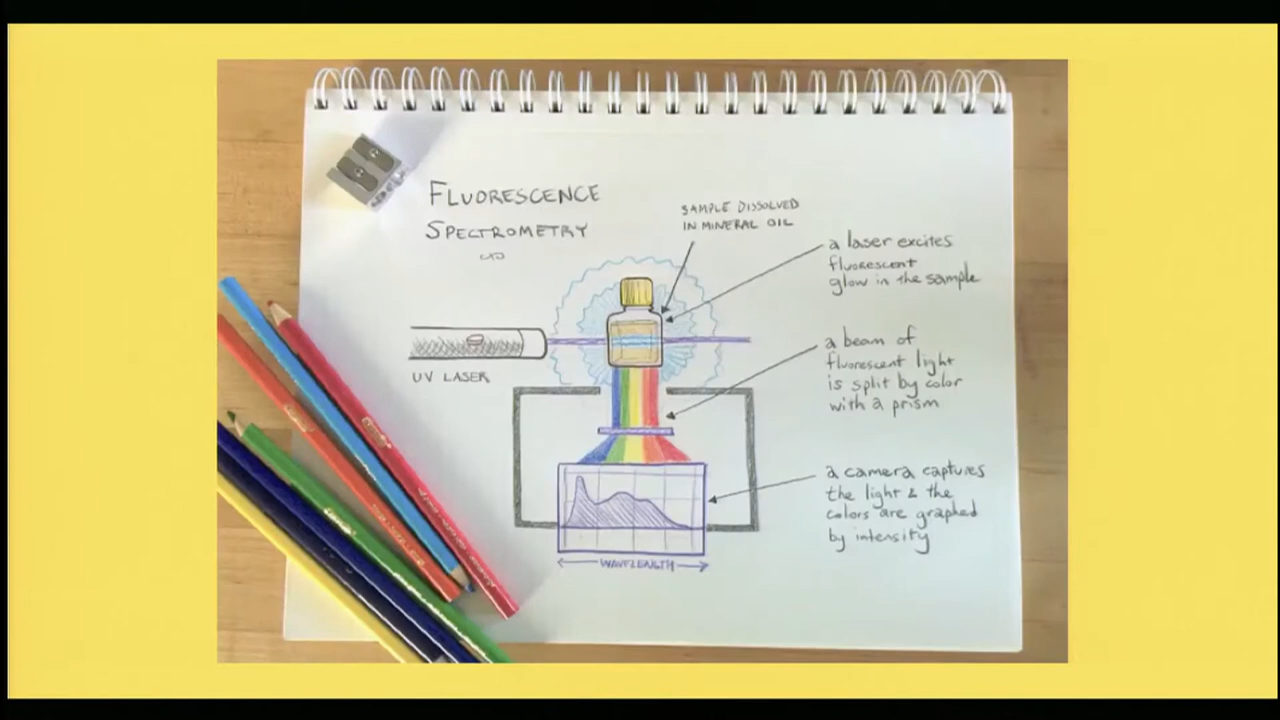 FLUORESCENCE
SPECTROMETRY
SAMPLE DISSOLVED
IN MINERAL OIL
a laser excites
fluorescent
glow in the sample
UV LASER
a beam of
fluorescent light
is split by color
with a prism
a camera captures
the light & the
colors are graphed
by intensity
WAVELENGTH